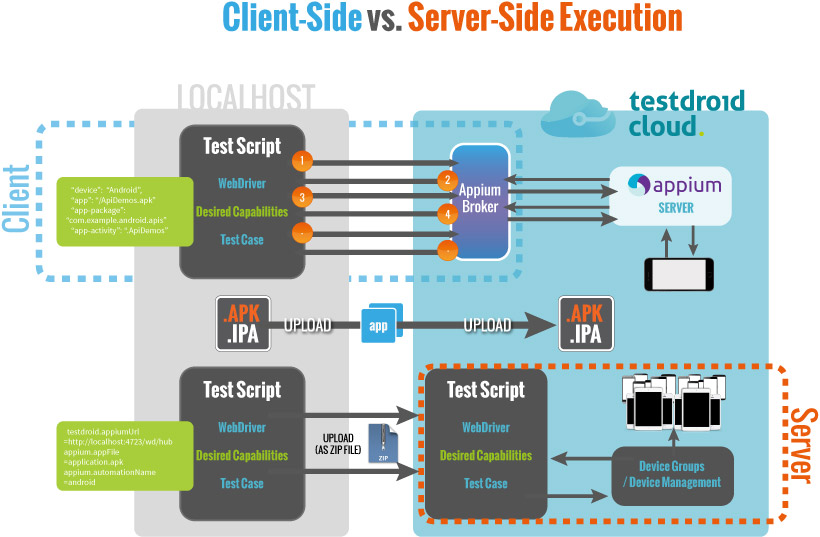 Client-Side vs. Server-Side Execution
LOCALHOST
testdroid
cloud.
Client
"device": "Android",
"app": "/ApiDemos.apk"
"app-package":
"com.example.android.apis"
"app-activity": ".ApiDemos"
Test Script
WebDriver
Desired Capabilities
Test Case
1
2
3
4
.
.
Appium
Broker
appium
SERVER
.APK
.IPA
UPLOAD
app
UPLOAD
.APK
.IPA
testdroid.appiumUrl
=http://localhost:4723/wd/hub
appium.appFile
=application.apk
appium.automationName
=android
Test Script
WebDriver
Desired Capabilities
Test Case
UPLOAD
(AS ZIP FILE)
ZIP
Test Script
WebDriver
Desired Capabilities
Test Case
Device Groups
/ Device Management
Server